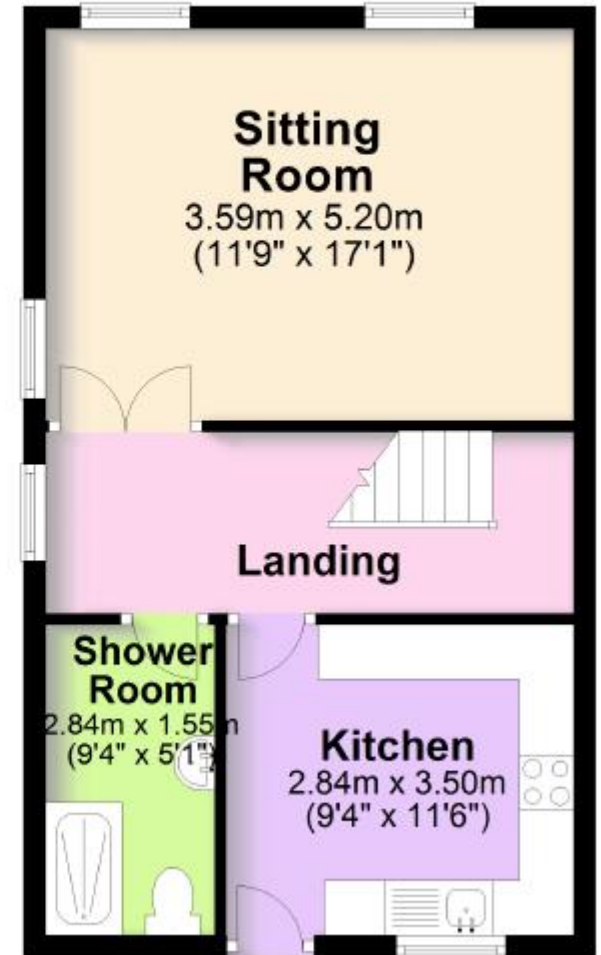 Sitting
Room
3.59m x 5.20m
(11'9" x 17'1")
Landing
Shower
Room
2.84m x 1.55m
(9'4" x 5'1")
Kitchen
2.84m x 3.50m
(9'4" x 11'6")